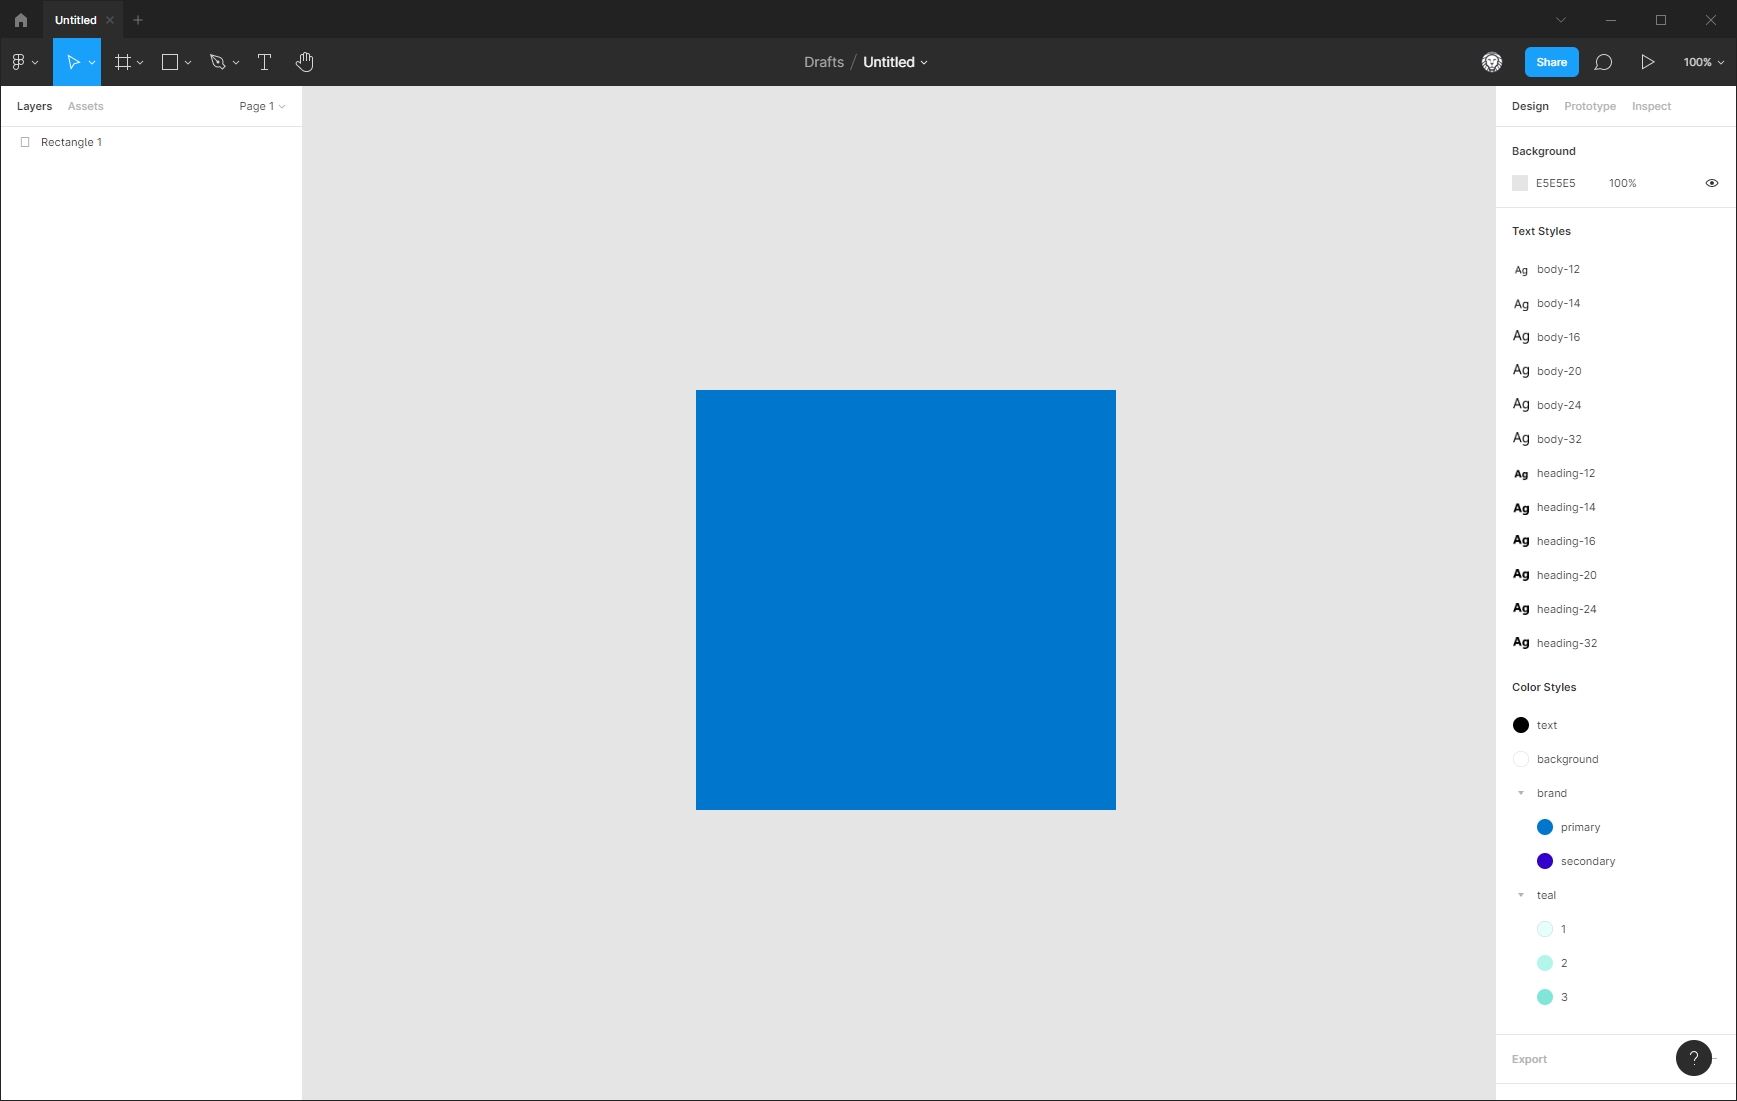 Untitled
Drafts / Untitled
Share
100%
Layers Assets Page 1
Rectangle 1
Design Prototype Inspect
Background
E5E5E5 100%
Text Styles
Ag body-12
Ag body-14
Ag body-16
Ag body-20
Ag body-24
Ag body-32
Ag heading-12
Ag heading-14
Ag heading-16
Ag heading-20
Ag heading-24
Ag heading-32
Color Styles
text
background
brand
primary
secondary
teal
1
2
3
Export
?